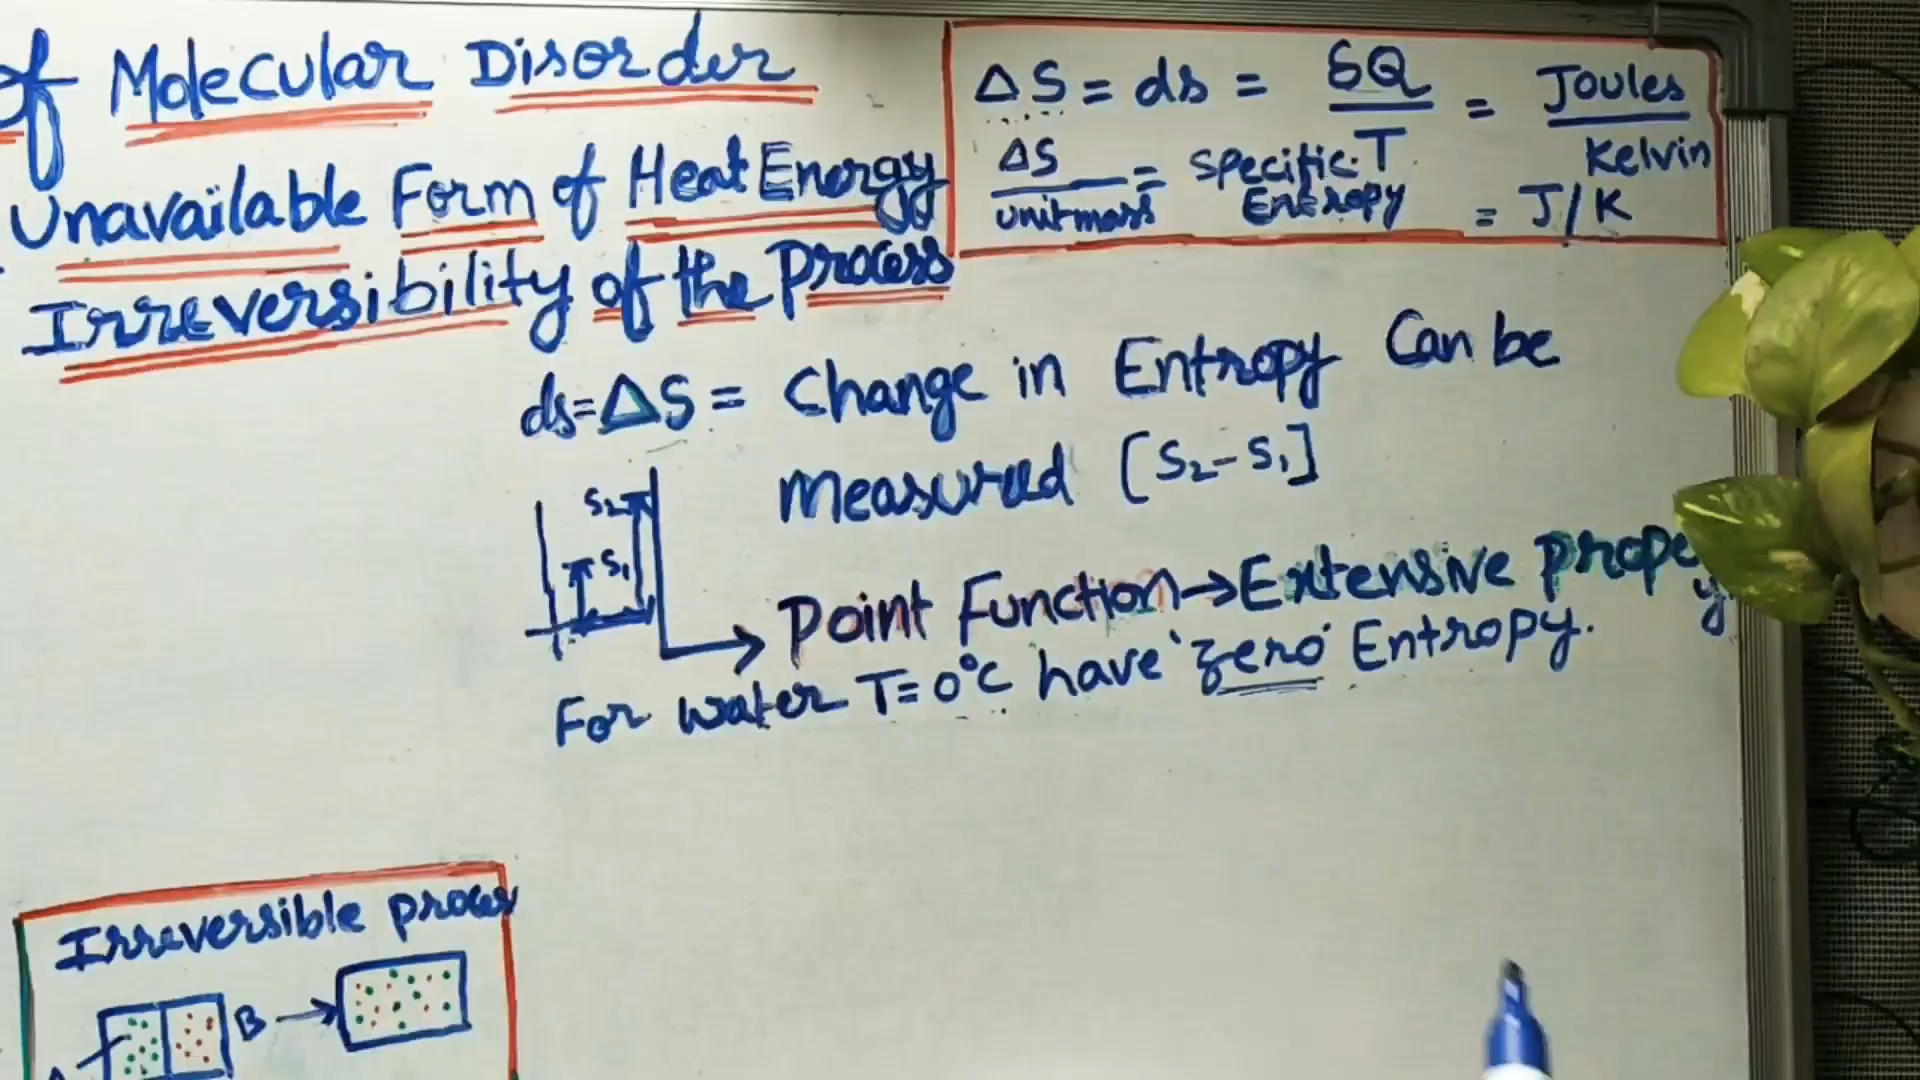 of Molecular Disorder
Unavailable Form of Heat Energy
Irreversibility of the process
ΔS = ds = δQ / T = Joules / Kelvin
ΔS / unit mass = specific Entropy = J/K
ds = ΔS = Change in Entropy Can be
Measured [S₂-S₁]
S₂
S₁
Point Function → Extensive prope y
For water T=0°C have 'zero' Entropy.
Irreversible proces
B